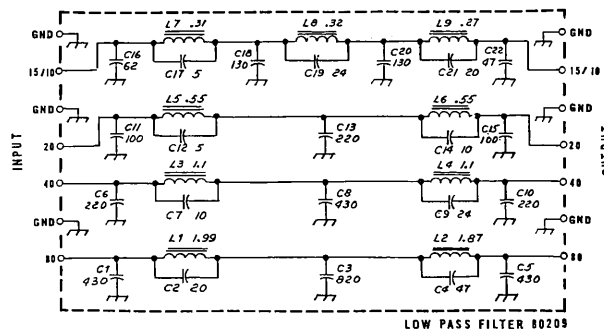 L7 .31 L8 .32 L9 .27
GND GND
C16 62 C17 5 C18 130 C19 24 C20 130 C21 20 C22 47
15/10 15/10
L5 .55 L6 .55
GND GND
C11 100 C12 5 C13 220 C14 10 C15 100
20 20
INPUT
L3 1.1 L4 1.1
40 40
C6 220 C7 10 C8 430 C9 24 C10 220
GND GND
L1 1.99 L2 1.87
80 80
C1 430 C2 20 C3 820 C4 47 C5 430
LOW PASS FILTER 80209